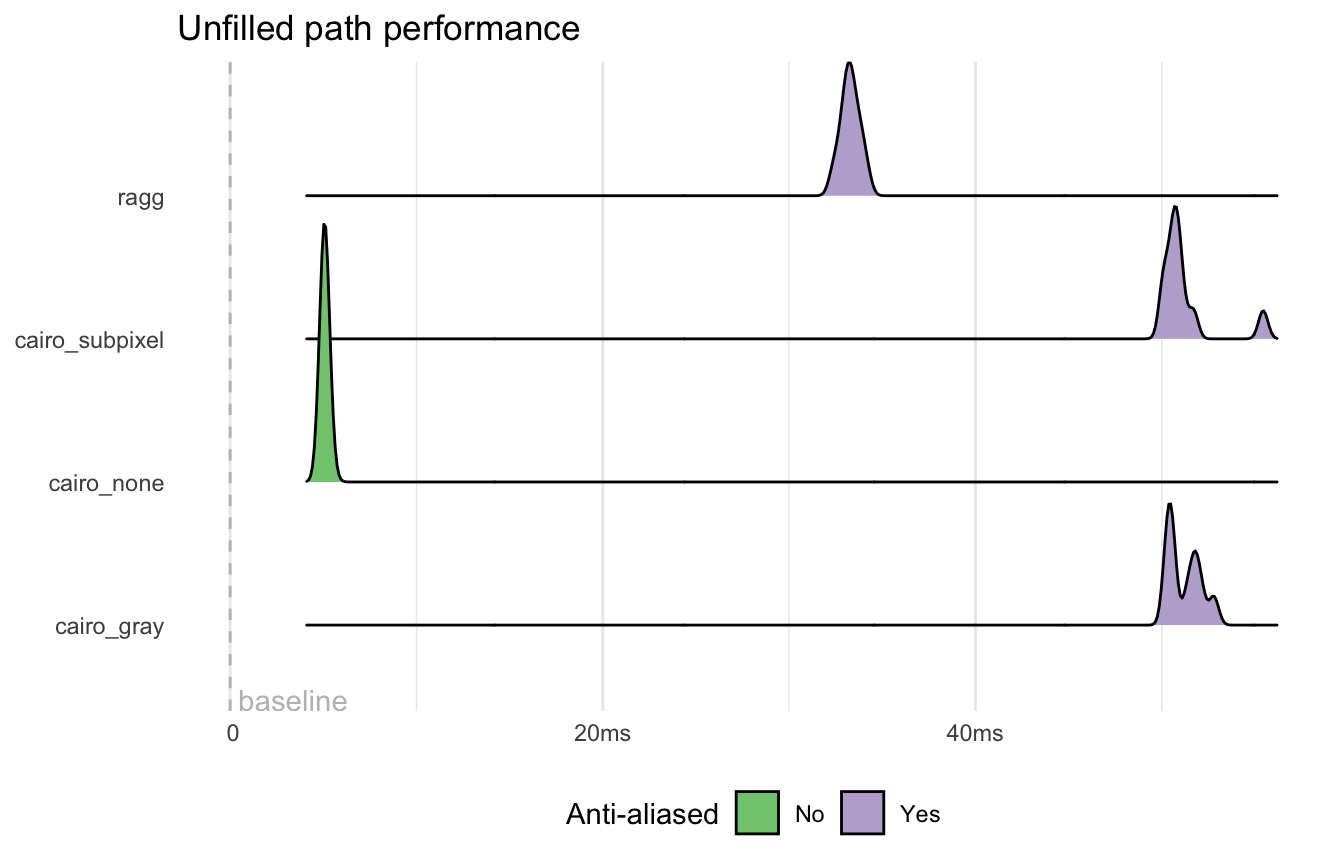 Unfilled path performance
ragg
cairo_subpixel
cairo_none
cairo_gray
baseline
0 20ms 40ms
Anti-aliased No Yes